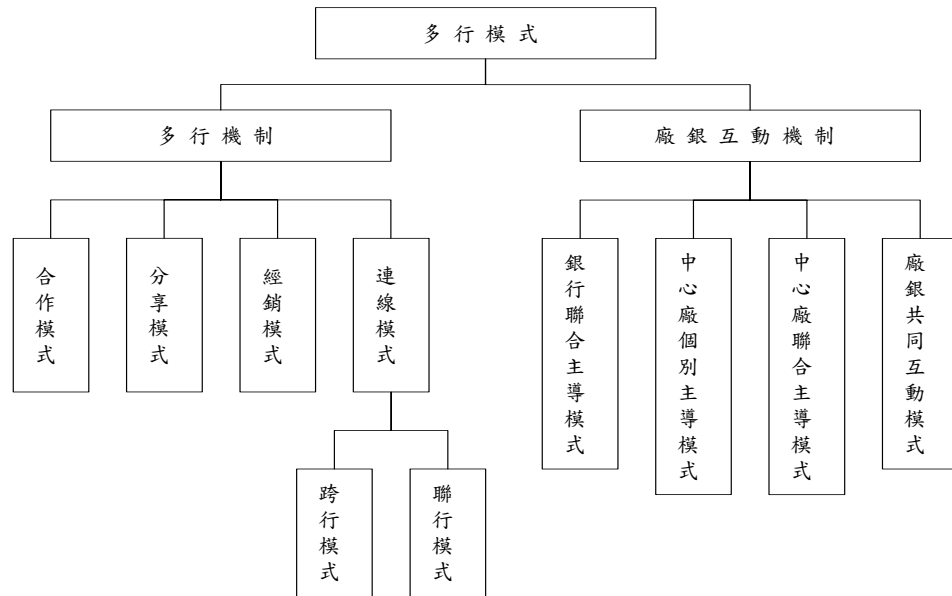 多行模式
多行機制
廠銀互動機制
合作模式
分享模式
經銷模式
連線模式
銀行聯合主導模式
中心廠個別主導模式
中心廠聯合主導模式
廠銀共同互動模式
跨行模式
聯行模式